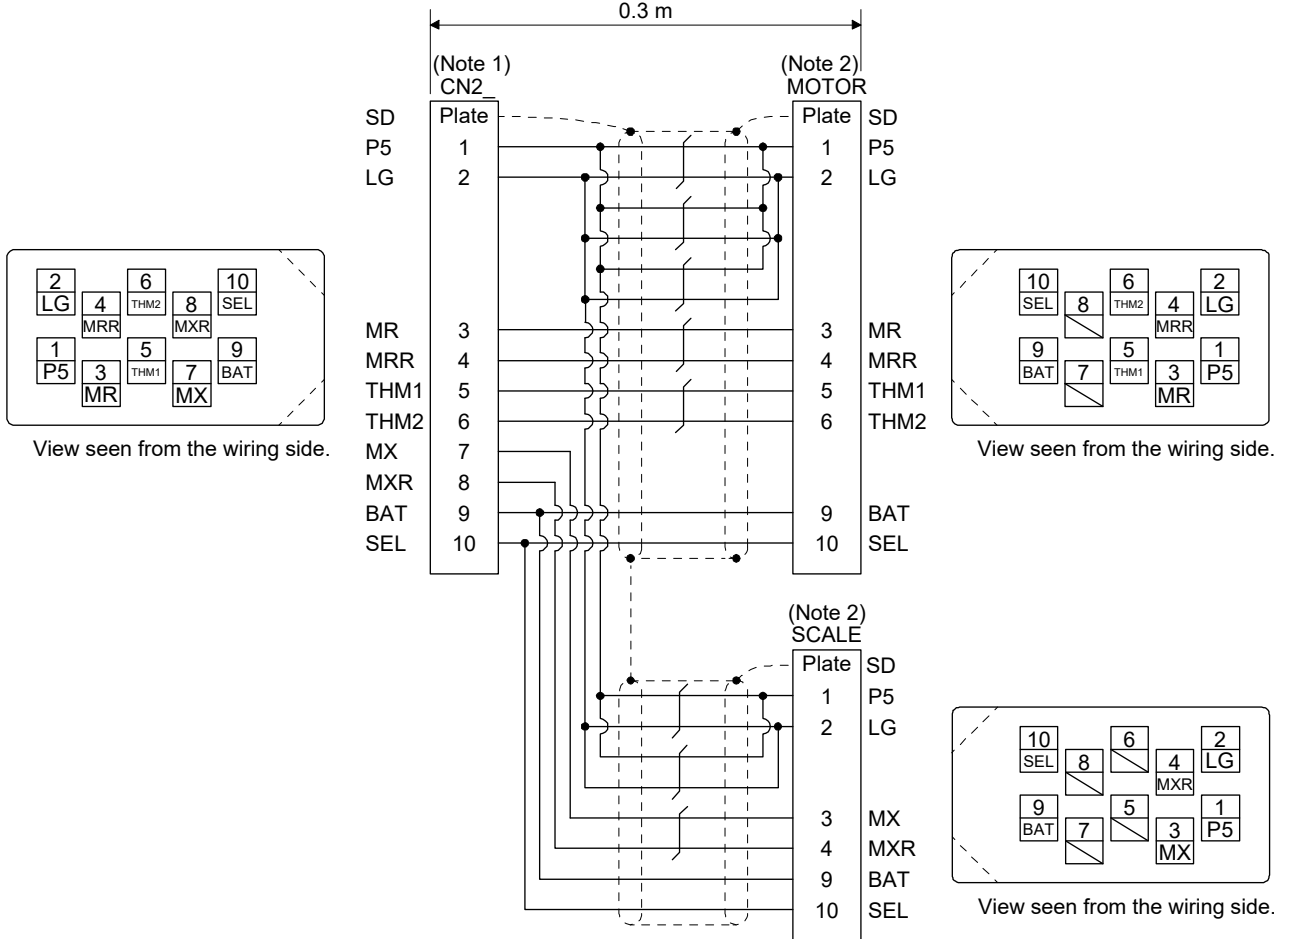 0.3 m
(Note 1)
CN2_
(Note 2)
MOTOR
SD Plate Plate SD
P5 1 1 P5
LG 2 2 LG
MR 3 3 MR
MRR 4 4 MRR
THM1 5 5 THM1
THM2 6 6 THM2
MX 7
MXR 8
BAT 9 9 BAT
SEL 10 10 SEL
2 6 10
LG 4 THM2 8 SEL
MRR MXR
1 5 9
P5 3 THM1 7 BAT
MR MX
View seen from the wiring side.
10 6 2
SEL 8 THM2 4 LG
MRR
9 5 1
BAT 7 THM1 3 P5
MR
View seen from the wiring side.
(Note 2)
SCALE
Plate SD
1 P5
2 LG
3 MX
4 MXR
9 BAT
10 SEL
10 6 2
SEL 8 4 LG
MXR
9 5 1
BAT 7 3 P5
MX
View seen from the wiring side.